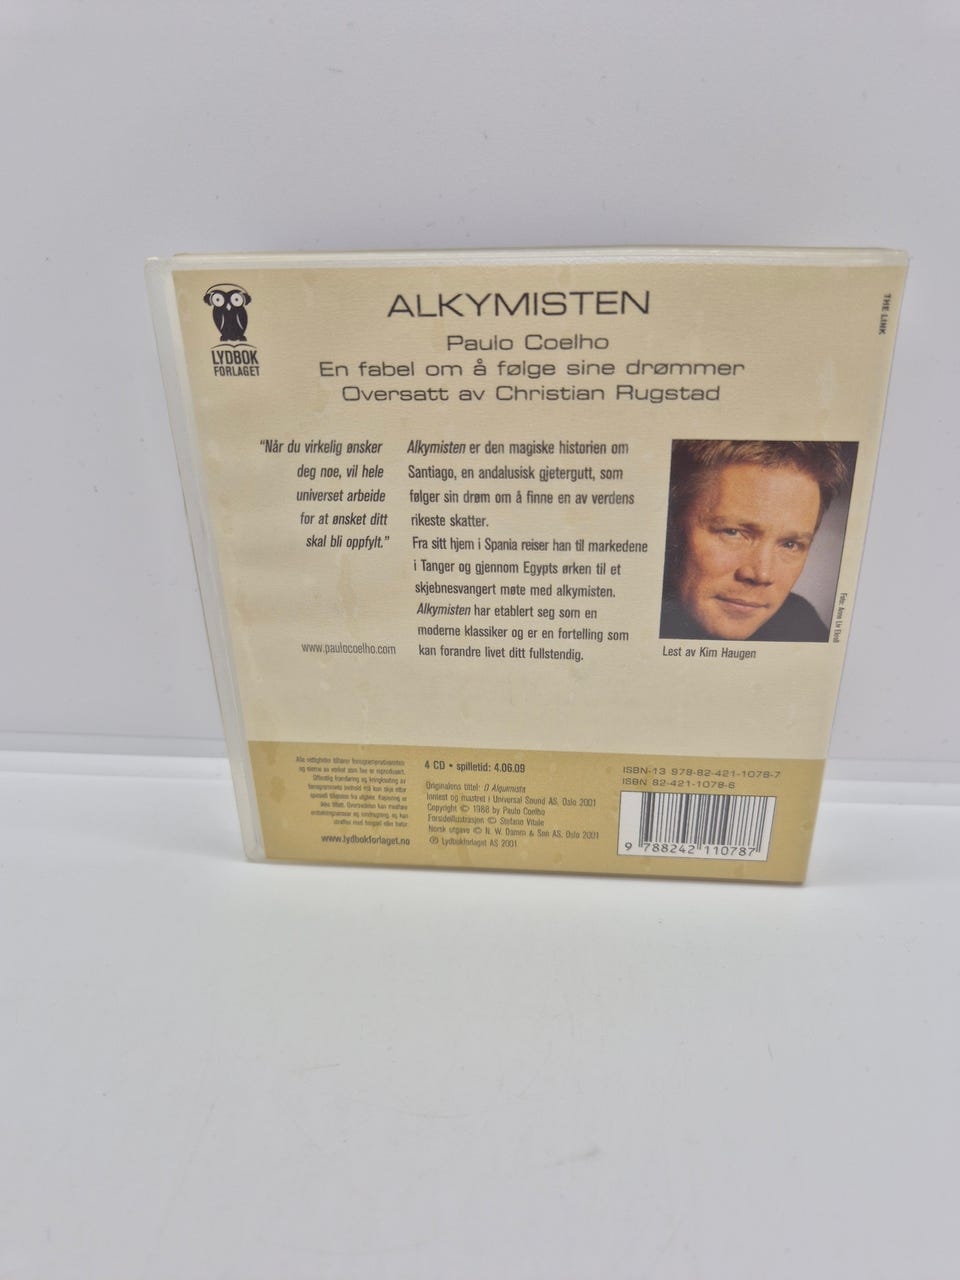 LYDBOK
FORLAGET
ALKYMISTEN
Paulo Coelho
En fabel om å følge sine drømmer
Oversatt av Christian Rugstad
THE LINK
"Når du virkelig ønsker
deg noe, vil hele
universet arbeide
for at ønsket ditt
skal bli oppfylt."
www.paulocoelho.com
Alkymisten er den magiske historien om
Santiago, en andalusisk gjetergutt, som
følger sin drøm om å finne en av verdens
rikeste skatter.
Fra sitt hjem i Spania reiser han til markedene
i Tanger og gjennom Egypts ørken til et
skjebnesvangert møte med alkymisten.
Alkymisten har etablert seg som en
moderne klassiker og er en fortelling som
kan forandre livet ditt fullstendig.
Lest av Kim Haugen
www.lydbokforlaget.no
4 CD • spilletid: 4.06.09
Originalens tittel: O Alquimista
Innlest og mastret i Universal Sound AS, Oslo 2001
Copyright © 1988 by Paulo Coelho
Forsideillustrasjon © Stefano Vitale
Norsk utgave © N. W. Damm & Søn AS, Oslo 2001
℗ Lydbokforlaget AS 2001
ISBN-13 978-82-421-1078-7
ISBN 82-421-1078-6
9 788242 110787